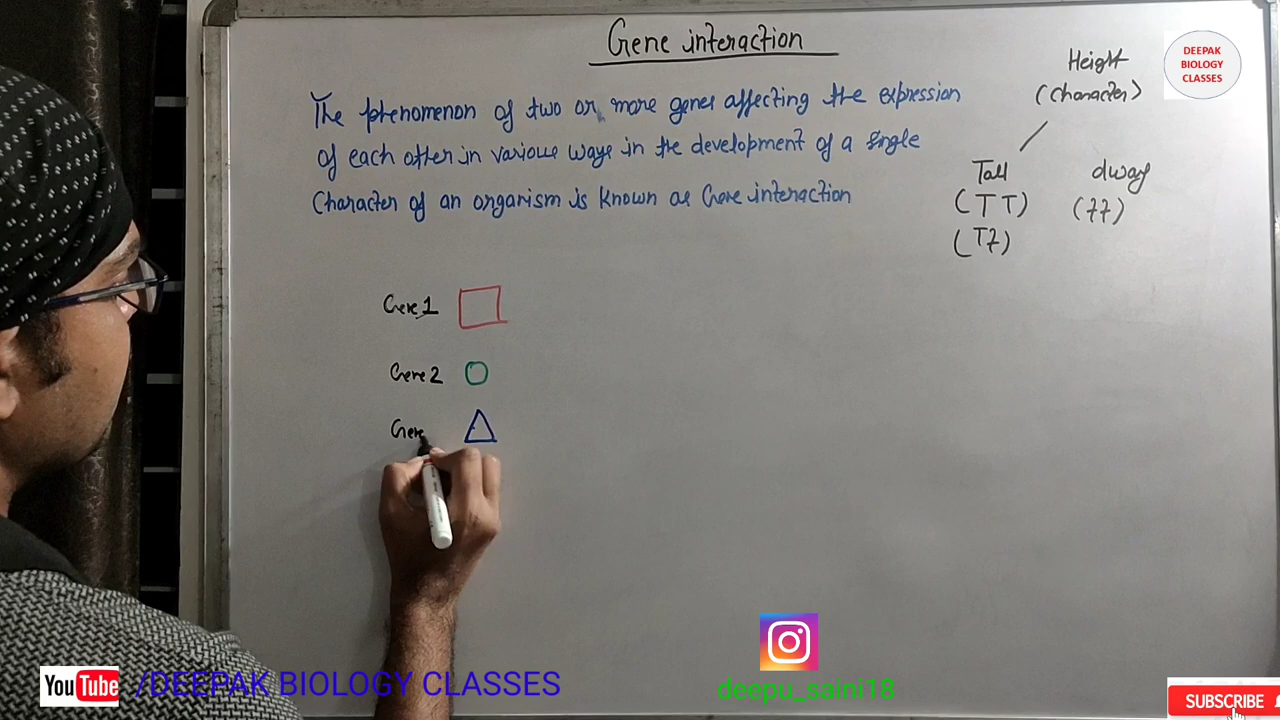 Gene interaction
DEEPAK
BIOLOGY
CLASSES
The phenomenon of two or more genes affecting the expression
of each other in various ways in the development of a single
Character of an organism is known as Gene interaction
Height
(character)
Tall
dwarf
(TT)
(tt)
(Tt)
Gene 1
Gene 2
Gene
YouTube /DEEPAK BIOLOGY CLASSES
deepu_saini18
SUBSCRIBE